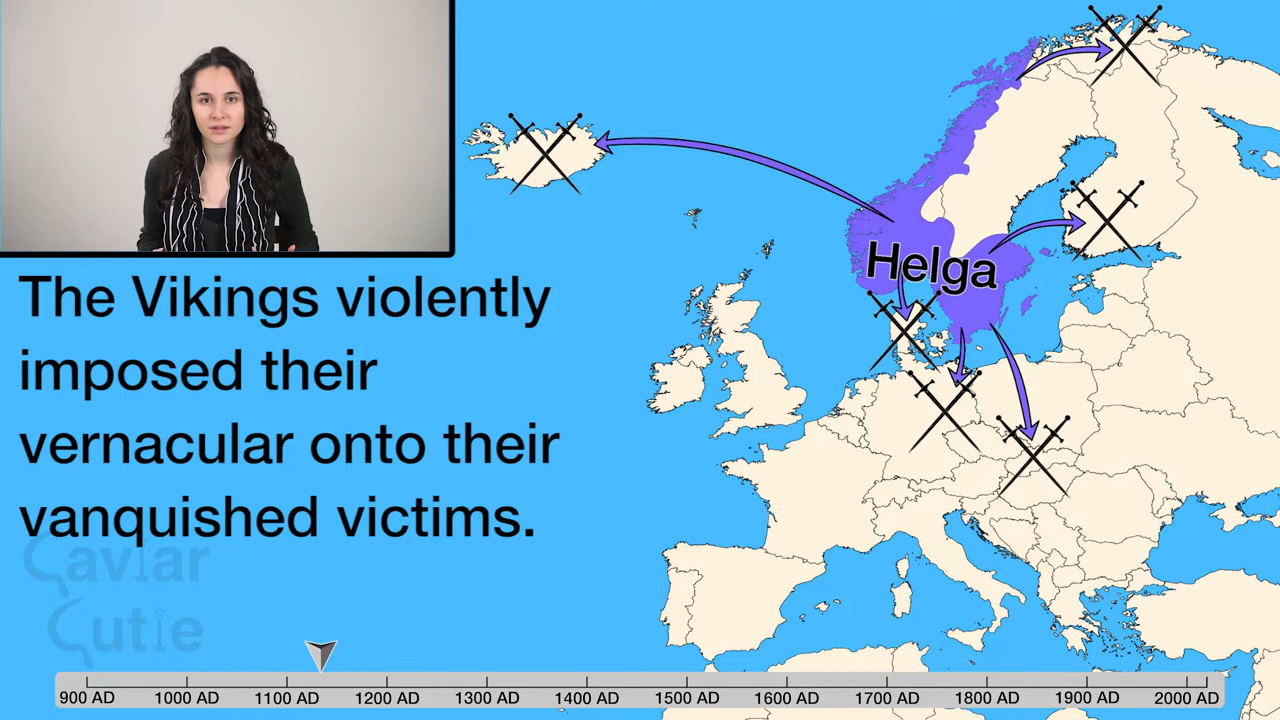 The Vikings violently
imposed their
vernacular onto their
vanquished victims.
Helga
Caviar
Cutie
900 AD 1000 AD 1100 AD 1200 AD 1300 AD 1400 AD 1500 AD 1600 AD 1700 AD 1800 AD 1900 AD 2000 AD